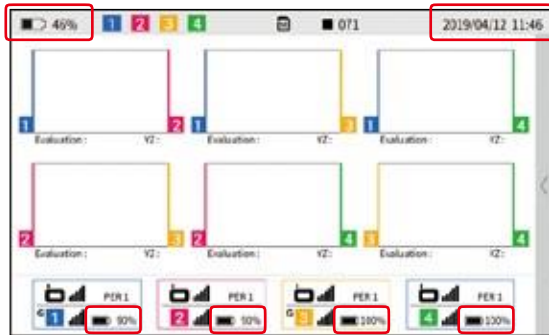 46% 1 2 3 4 071 2019/04/12 11:46
1 2 1 3 1 4
Evaluation: YZ: Evaluation: YZ: Evaluation: YZ:
2 3 2 4 3 4
Evaluation: YZ: Evaluation: YZ: Evaluation: YZ:
PER 1 PER 1 PER 1 PER 1
G 1 90% 2 90% G 3 100% 4 100%